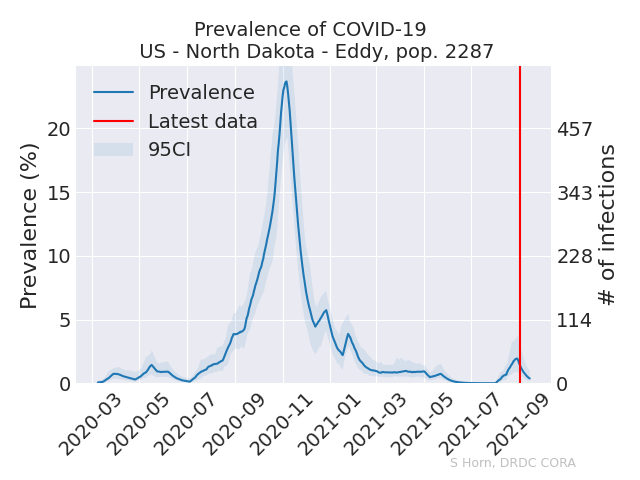 Prevalence of COVID-19
US - North Dakota - Eddy, pop. 2287
Prevalence
Latest data
95CI
Prevalence (%)
20
15
10
5
0
457
343
228
114
0
# of infections
2020-03
2020-05
2020-07
2020-09
2020-11
2021-01
2021-03
2021-05
2021-07
2021-09
S Horn, DRDC CORA